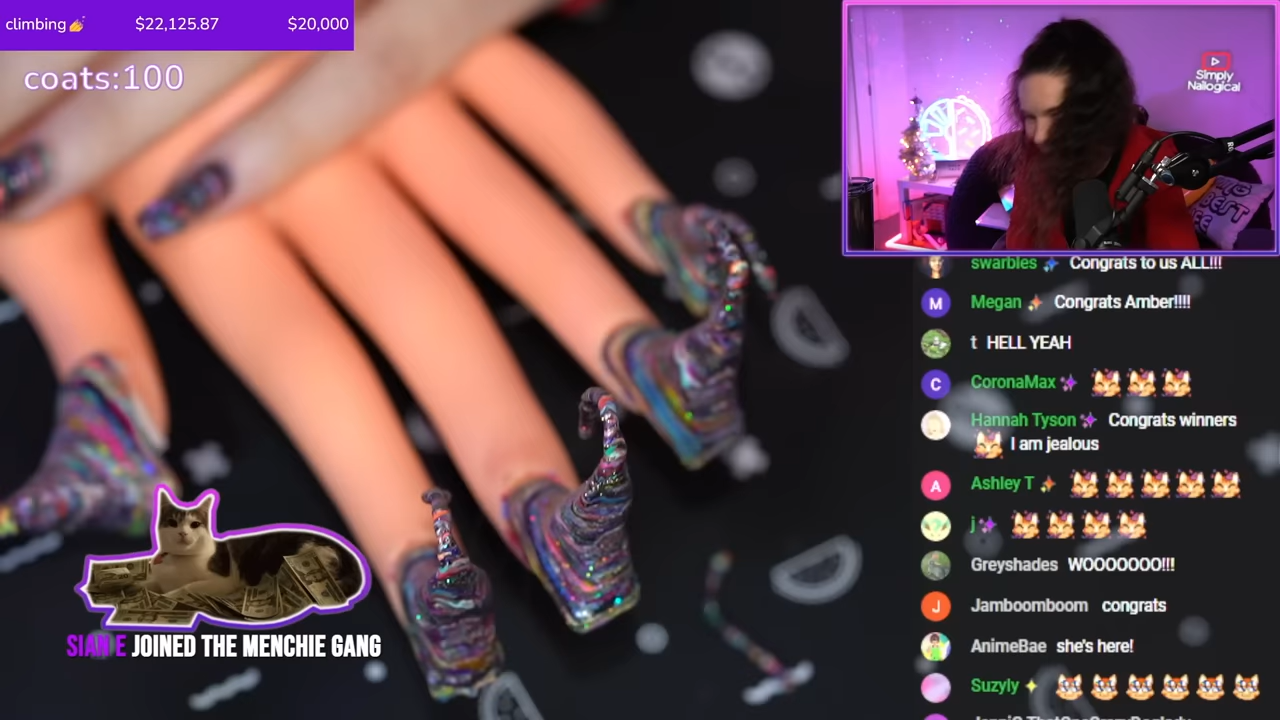 climbing💅 $22,125.87 $20,000
coats:100
Simply
Nailogical
swarbles Congrats to us ALL!!!
M Megan Congrats Amber!!!!
t HELL YEAH
C CoronaMax
Hannah Tyson Congrats winners
I am jealous
A Ashley T
j
Greyshades WOOOOOOO!!!
J Jamboomboom congrats
AnimeBae she's here!
Suzyly
SIAN E JOINED THE MENCHIE GANG